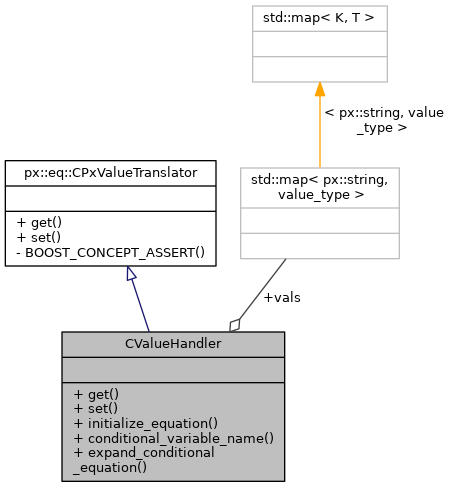 std::map< K, T >
< px::string, value
_type >
px::eq::CPxValueTranslator
+ get()
+ set()
- BOOST_CONCEPT_ASSERT()
std::map< px::string,
value_type >
+vals
CValueHandler
+ get()
+ set()
+ initialize_equation()
+ conditional_variable_name()
+ expand_conditional
_equation()